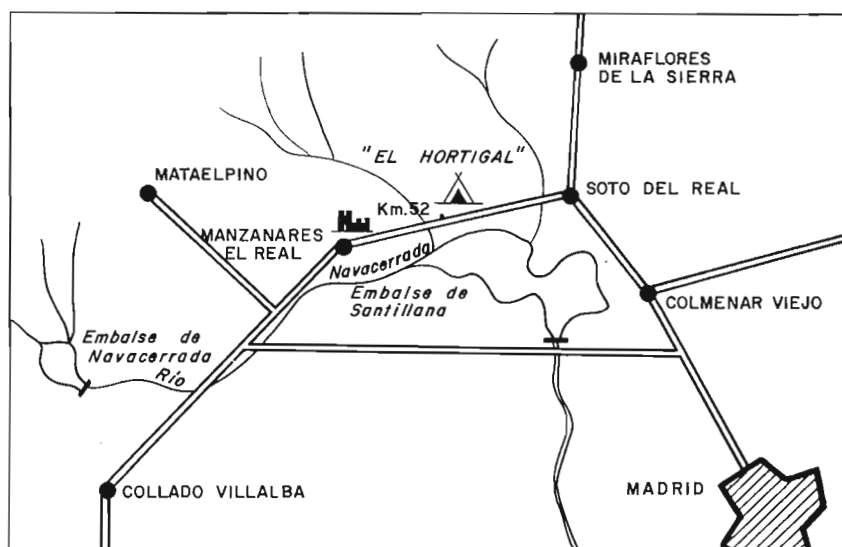 MIRAFLORES
DE LA SIERRA
"EL HORTIGAL"
MATAELPINO
SOTO DEL REAL
Km.52
MANZANARES
EL REAL
Navacerrada
Embalse de
Santillana
COLMENAR VIEJO
Embalse de
Navacerrada
Río
COLLADO VILLALBA
MADRID